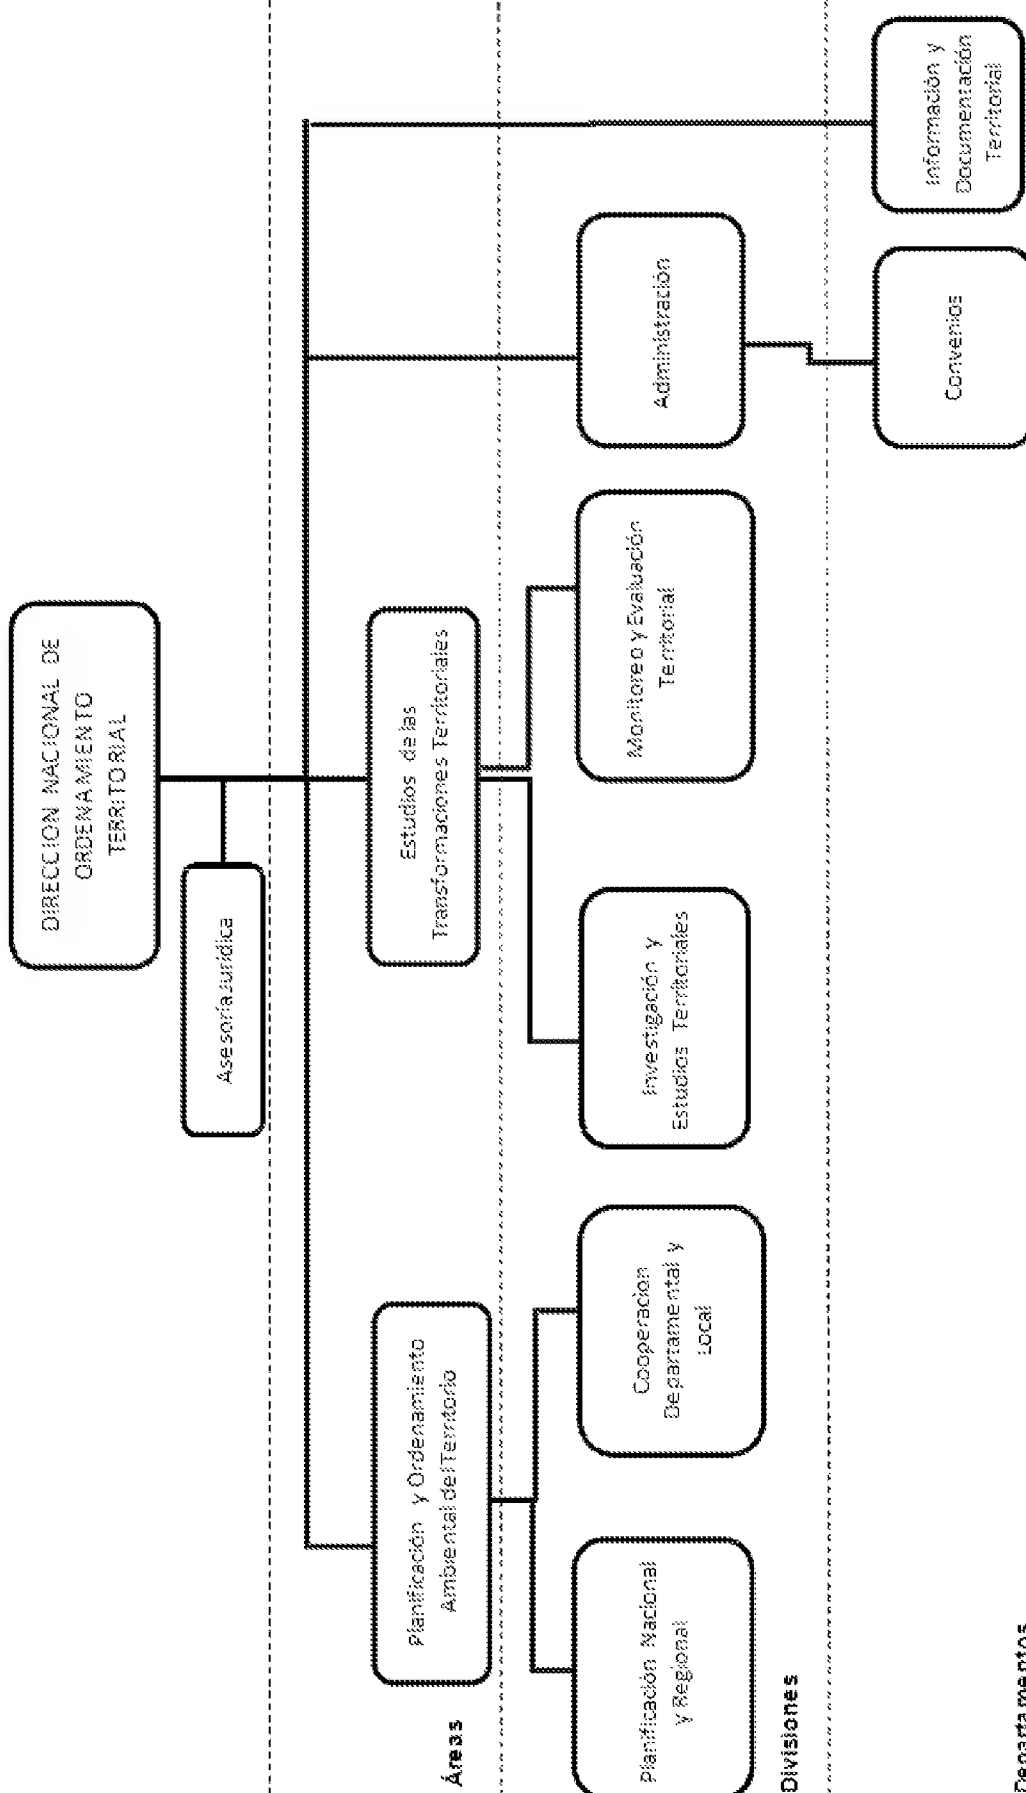 DIRECCION NACIONAL DE
ORDENAMIENTO
TERRITORIAL
Asesoría Jurídica
Planificación y Ordenamiento
Ambiental del Territorio
Estudios de las
Transformaciones Territoriales
Áreas
Planificación Nacional
y Regional
Cooperación
Departamental y
Local
Investigación y
Estudios Territoriales
Monitoreo y Evaluación
Territorial
Administración
Divisiones
Convenios
Información y
Documentación
Territorial
Departamentos